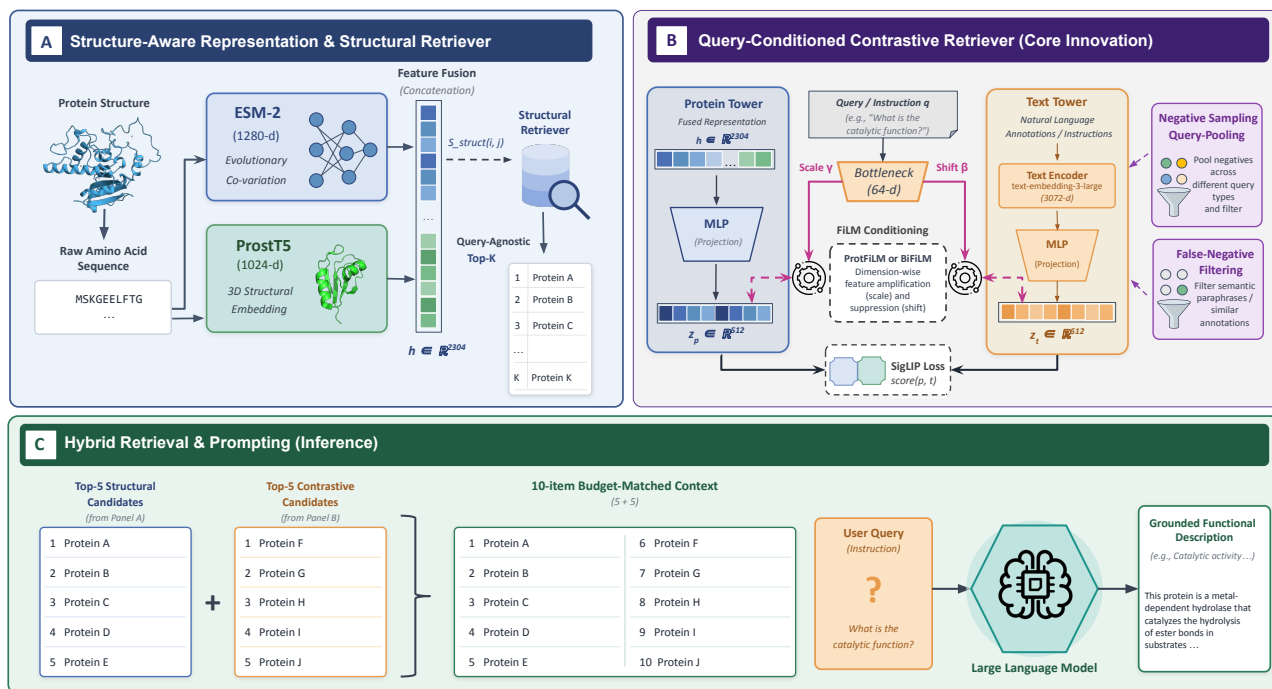 A
Structure-Aware Representation & Structural Retriever
Protein Structure
Raw Amino Acid
Sequence
MSKGEELFTG
...
ESM-2
(1280-d)
Evolutionary
Co-variation
ProstT5
(1024-d)
3D Structural
Embedding
Feature Fusion
(Concatenation)
...
h ∈ ℝ²³⁰⁴
S_struct(i, j)
Structural
Retriever
Query-Agnostic
Top-K
1 Protein A
2 Protein B
3 Protein C
...
K Protein K
B
Query-Conditioned Contrastive Retriever (Core Innovation)
Protein Tower
Fused Representation
h ∈ ℝ²³⁰⁴
...
MLP
(Projection)
z_p ∈ ℝ⁵¹²
Query / Instruction q
(e.g., "What is the
catalytic function?")
Scale γ
Bottleneck
(64-d)
Shift β
FiLM Conditioning
ProtFiLM or BiFiLM
Dimension-wise
feature amplification
(scale) and
suppression (shift)
SigLIP Loss
score(p, t)
Text Tower
Natural Language
Annotations / Instructions
Text Encoder
text-embedding-3-large
(3072-d)
MLP
(Projection)
z_t ∈ ℝ⁵¹²
Negative Sampling
Query-Pooling
Pool negatives
across
different query
types
and filter
False-Negative
Filtering
Filter semantic
paraphrases /
similar
annotations
C
Hybrid Retrieval & Prompting (Inference)
Top-5 Structural
Candidates
(from Panel A)
1 Protein A
2 Protein B
3 Protein C
4 Protein D
5 Protein E
+
Top-5 Contrastive
Candidates
(from Panel B)
1 Protein F
2 Protein G
3 Protein H
4 Protein I
5 Protein J
10-item Budget-Matched Context
(5 + 5)
1 Protein A
2 Protein B
3 Protein C
4 Protein D
5 Protein E
6 Protein F
7 Protein G
8 Protein H
9 Protein I
10 Protein J
User Query
(Instruction)
?
What is the
catalytic function?
Large Language Model
Grounded Functional
Description
(e.g., Catalytic activity...)
This protein is a metal-
dependent hydrolase that
catalyzes the hydrolysis
of ester bonds in
substrates ...